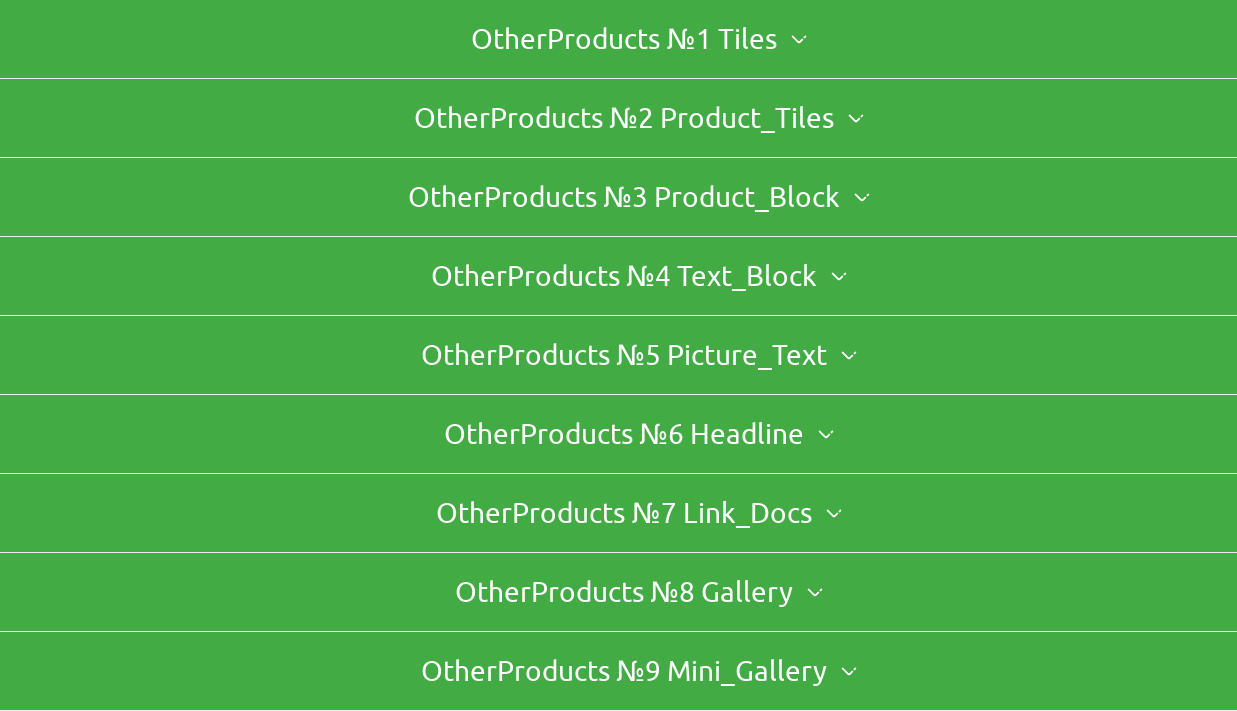 OtherProducts №1 Tiles
OtherProducts №2 Product_Tiles
OtherProducts №3 Product_Block
OtherProducts №4 Text_Block
OtherProducts №5 Picture_Text
OtherProducts №6 Headline
OtherProducts №7 Link_Docs
OtherProducts №8 Gallery
OtherProducts №9 Mini_Gallery